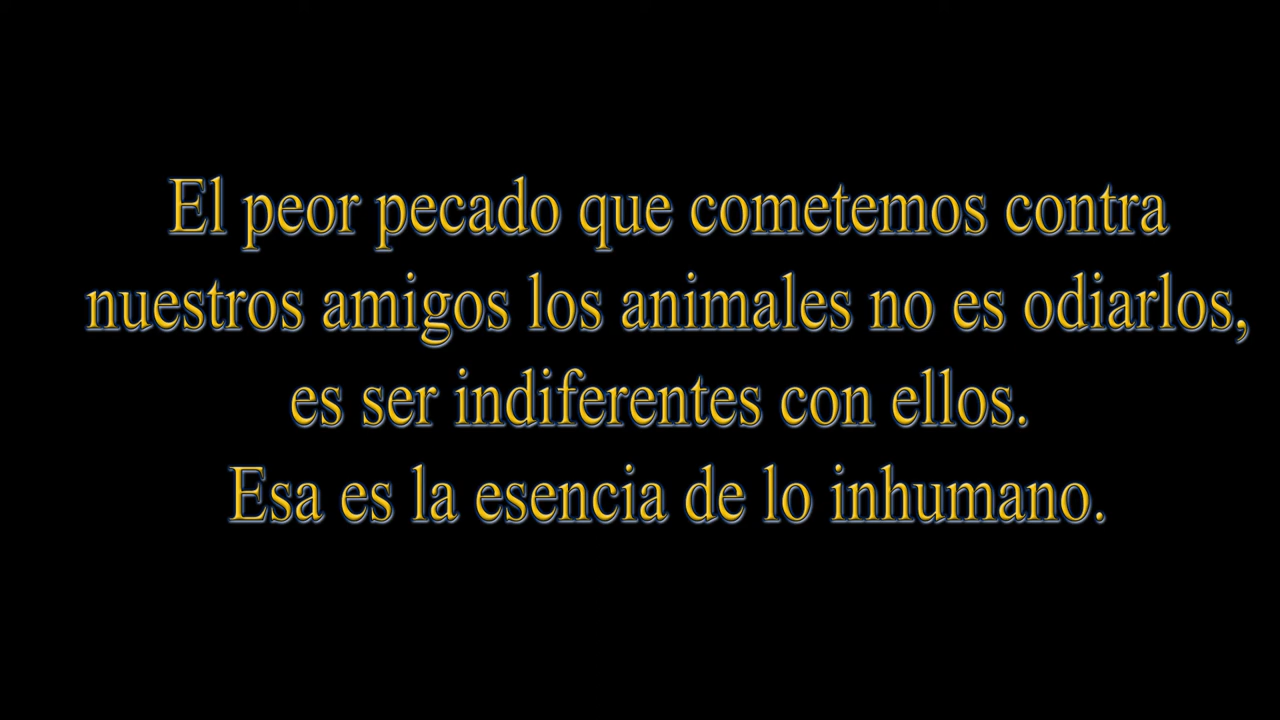 El peor pecado que cometemos contra
nuestros amigos los animales no es odiarlos,
es ser indiferentes con ellos.
Esa es la esencia de lo inhumano.